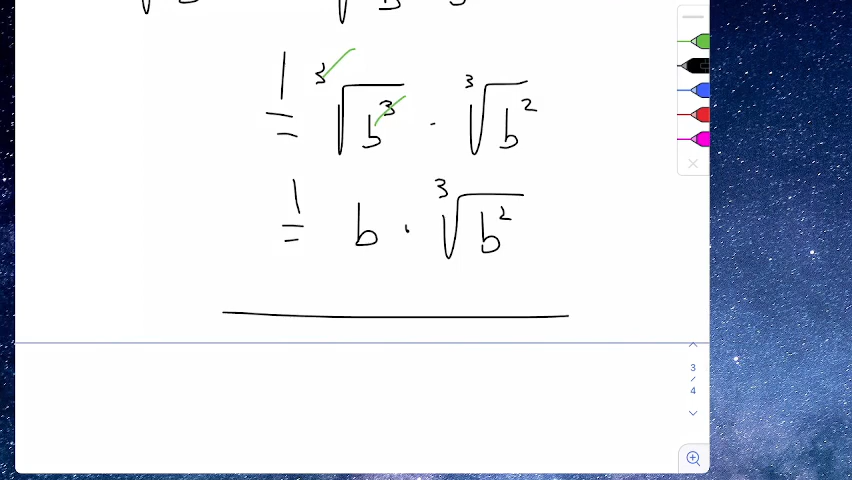 = ∛b³ · ∛b²
= b · ∛b²
3
/
4